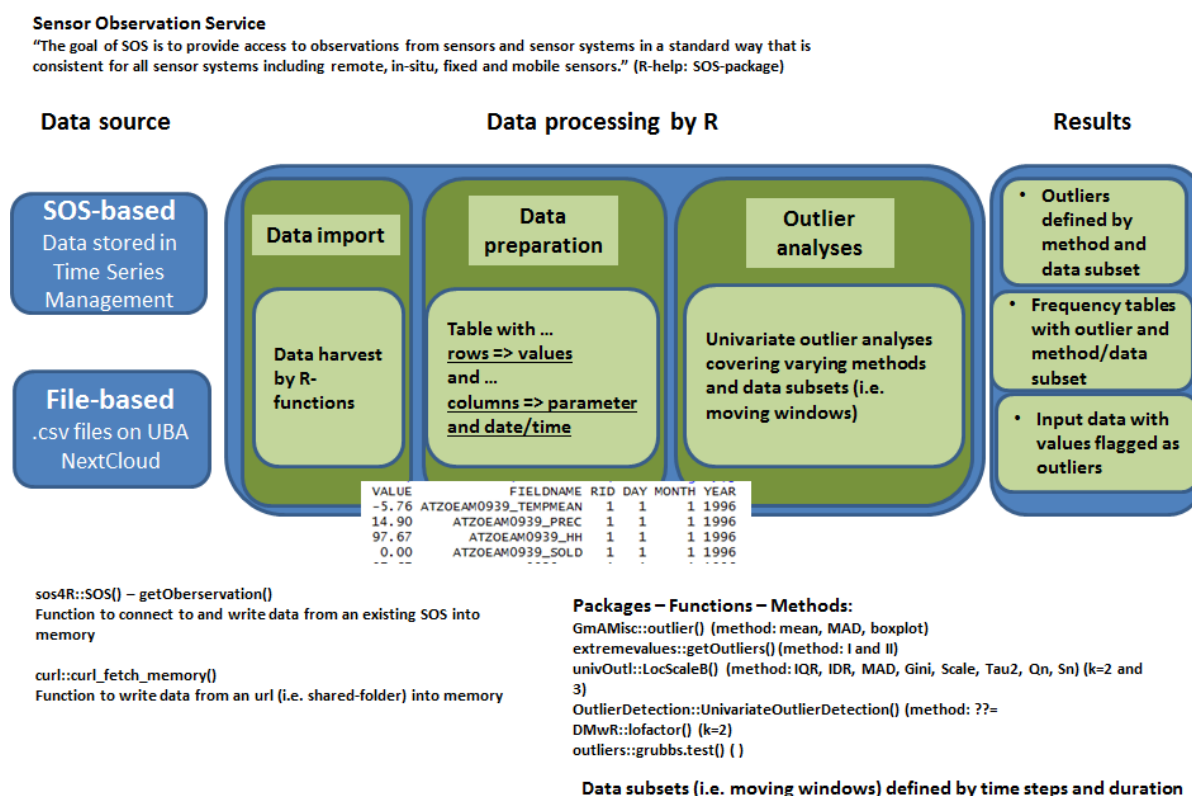 Sensor Observation Service
“The goal of SOS is to provide access to observations from sensors and sensor systems in a standard way that is
consistent for all sensor systems including remote, in-situ, fixed and mobile sensors.” (R-help: SOS-package)
Data source
Data processing by R
Results
SOS-based
Data stored in
Time Series
Management
File-based
.csv files on UBA
NextCloud
Data import
Data harvest
by R-
functions
Data
preparation
Table with ...
rows => values
and ...
columns => parameter
and date/time
Outlier
analyses
Univariate outlier analyses
covering varying methods
and data subsets (i.e.
moving windows)
• Outliers
defined by
method and
data subset
• Frequency tables
with outlier and
method/data
subset
• Input data with
values flagged as
outliers
VALUE FIELDNAME RID DAY MONTH YEAR
-5.76 ATZOEAM0939_TEMPMEAN 1 1 1 1996
14.90 ATZOEAM0939_PREC 1 1 1 1996
97.67 ATZOEAM0939_HH 1 1 1 1996
0.00 ATZOEAM0939_SOLD 1 1 1 1996
sos4R::SOS() – getOberservation()
Function to connect to and write data from an existing SOS into
memory
curl::curl_fetch_memory()
Function to write data from an url (i.e. shared-folder) into memory
Packages – Functions – Methods:
GmAMisc::outlier() (method: mean, MAD, boxplot)
extremevalues::getOutliers() (method: I and II)
univOutl::LocScaleB() (method: IQR, IDR, MAD, Gini, Scale, Tau2, Qn, Sn) (k=2 and
3)
OutlierDetection::UnivariateOutlierDetection() (method: ??=
DMwR::lofactor() (k=2)
outliers::grubbs.test() ( )
Data subsets (i.e. moving windows) defined by time steps and duration